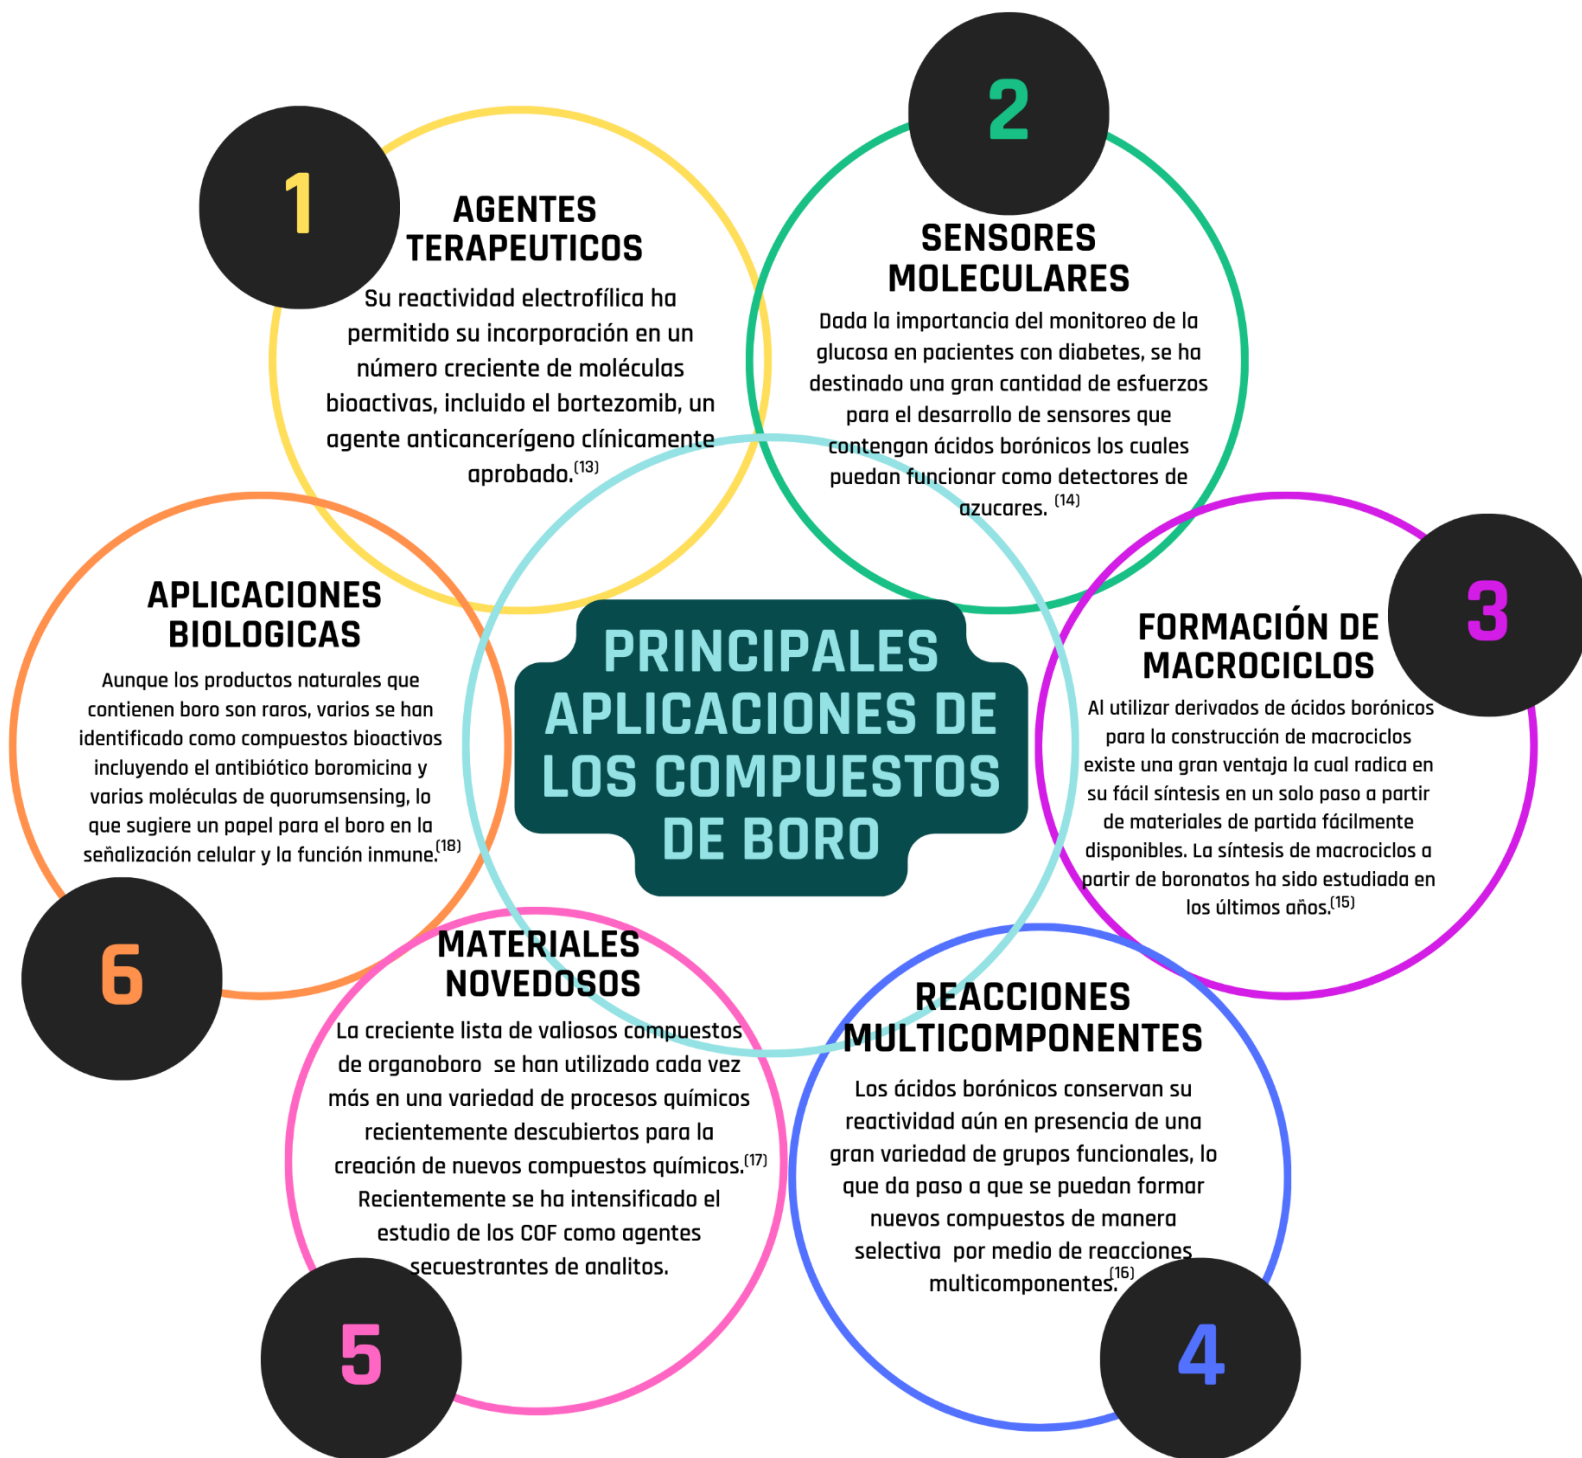 PRINCIPALES
APLICACIONES DE
LOS COMPUESTOS
DE BORO
1
AGENTES
TERAPEUTICOS
Su reactividad electrofílica ha
permitido su incorporación en un
número creciente de moléculas
bioactivas, incluido el bortezomib, un
agente anticancerígeno clínicamente
aprobado.(13)
2
SENSORES
MOLECULARES
Dada la importancia del monitoreo de la
glucosa en pacientes con diabetes, se ha
destinado una gran cantidad de esfuerzos
para el desarrollo de sensores que
contengan ácidos borónicos los cuales
puedan funcionar como detectores de
azucares. (14)
3
FORMACIÓN DE
MACROCICLOS
Al utilizar derivados de ácidos borónicos
para la construcción de macrociclos
existe una gran ventaja la cual radica en
su fácil síntesis en un solo paso a partir
de materiales de partida fácilmente
disponibles. La síntesis de macrociclos a
partir de boronatos ha sido estudiada en
los últimos años.(15)
4
REACCIONES
MULTICOMPONENTES
Los ácidos borónicos conservan su
reactividad aún en presencia de una
gran variedad de grupos funcionales, lo
que da paso a que se puedan formar
nuevos compuestos de manera
selectiva por medio de reacciones
multicomponentes.(16)
5
MATERIALES
NOVEDOSOS
La creciente lista de valiosos compuestos
de organoboro se han utilizado cada vez
más en una variedad de procesos químicos
recientemente descubiertos para la
creación de nuevos compuestos químicos.(17)
Recientemente se ha intensificado el
estudio de los COF como agentes
secuestrantes de analitos.
6
APLICACIONES
BIOLOGICAS
Aunque los productos naturales que
contienen boro son raros, varios se han
identificado como compuestos bioactivos
incluyendo el antibiótico boromicina y
varias moléculas de quorumsensing, lo
que sugiere un papel para el boro en la
señalización celular y la función inmune.(18)